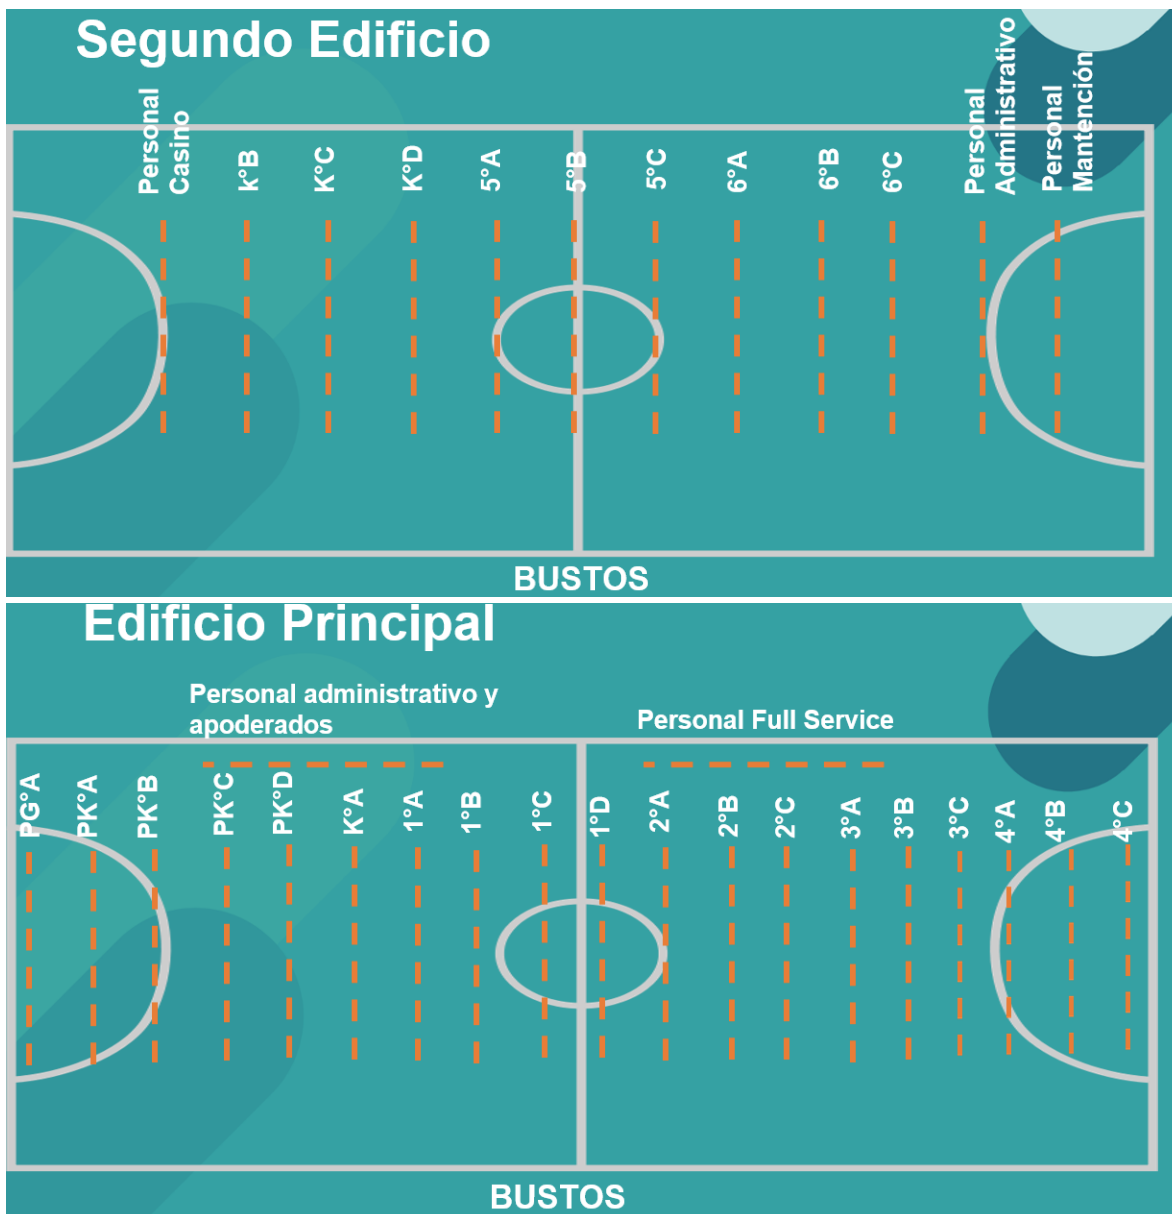 Segundo Edificio
Personal
Casino
k°B
K°C
K°D
5°A
5°B
5°C
6°A
6°B
6°C
Personal
Administrativo
Personal
Mantención
BUSTOS
Edificio Principal
Personal administrativo y
apoderados
Personal Full Service
PG°A
PK°A
PK°B
PK°C
PK°D
K°A
1°A
1°B
1°C
1°D
2°A
2°B
2°C
3°A
3°B
3°C
4°A
4°B
4°C
BUSTOS